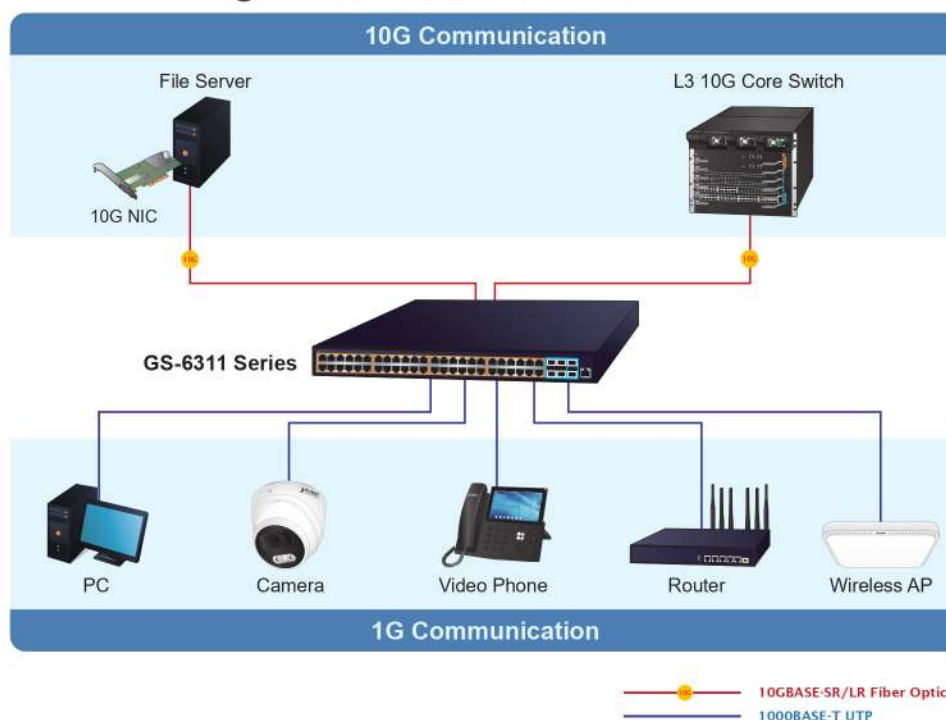 10G Communication
File Server
L3 10G Core Switch
10G NIC
10G
10G
GS-6311 Series
PC
Camera
Video Phone
Router
Wireless AP
1G Communication
10G
10GBASE-SR/LR Fiber Optic
1000BASE-T UTP